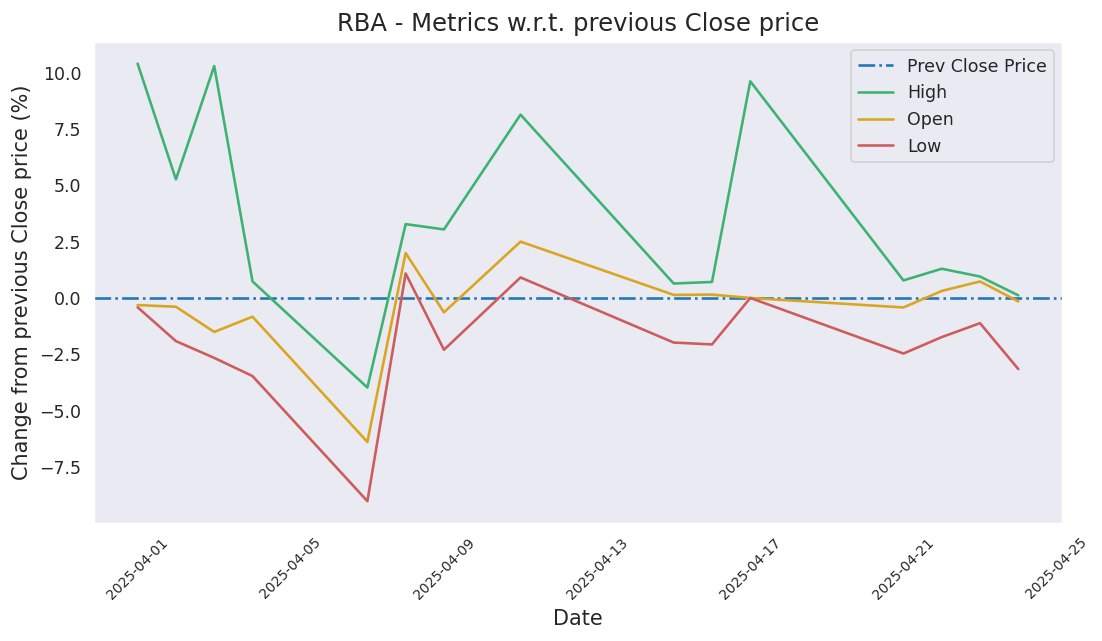 RBA - Metrics w.r.t. previous Close price
Change from previous Close price (%)
10.0
7.5
5.0
2.5
0.0
−2.5
−5.0
−7.5
Prev Close Price
High
Open
Low
2025-04-01
2025-04-05
2025-04-09
2025-04-13
2025-04-17
2025-04-21
2025-04-25
Date